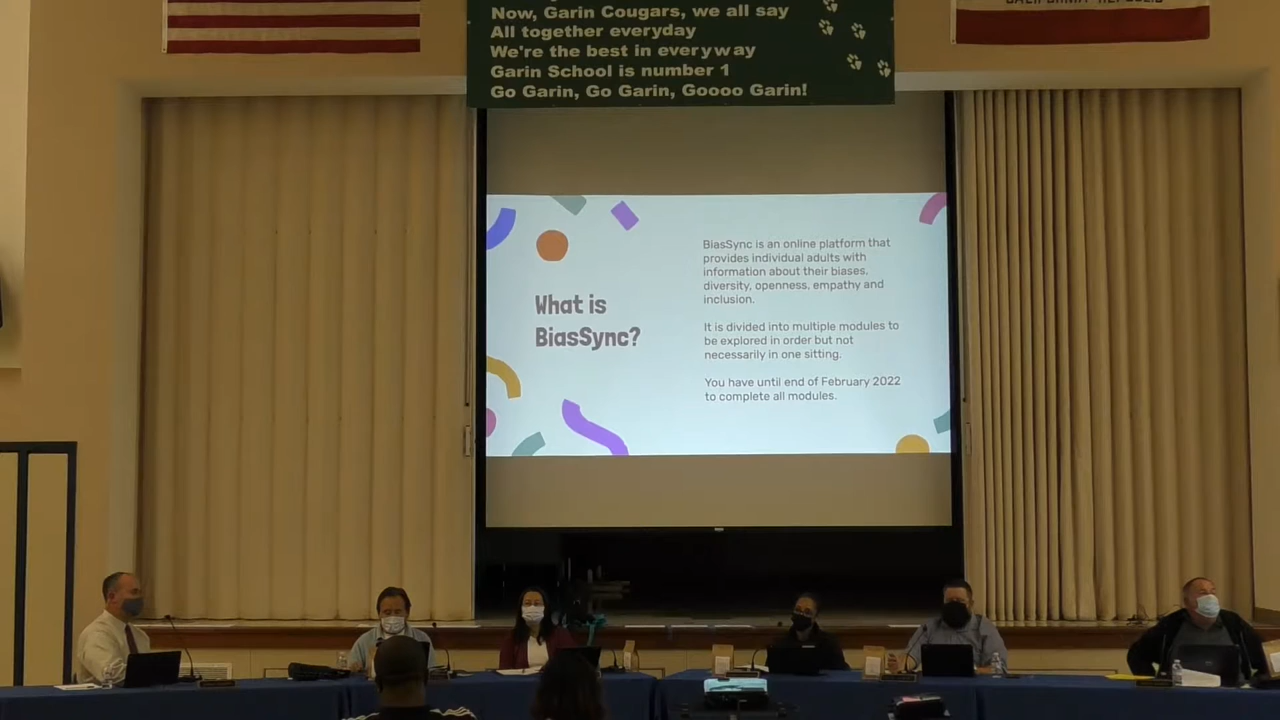 Now, Garin Cougars, we all say
All together everyday
We're the best in everyway
Garin School is number 1
Go Garin, Go Garin, Goooo Garin!
CALIFORNIA REPUBLIC
What is
BiasSync?
BiasSync is an online platform that
provides individual adults with
information about their biases,
diversity, openness, empathy and
inclusion.
It is divided into multiple modules to
be explored in order but not
necessarily in one sitting.
You have until end of February 2022
to complete all modules.